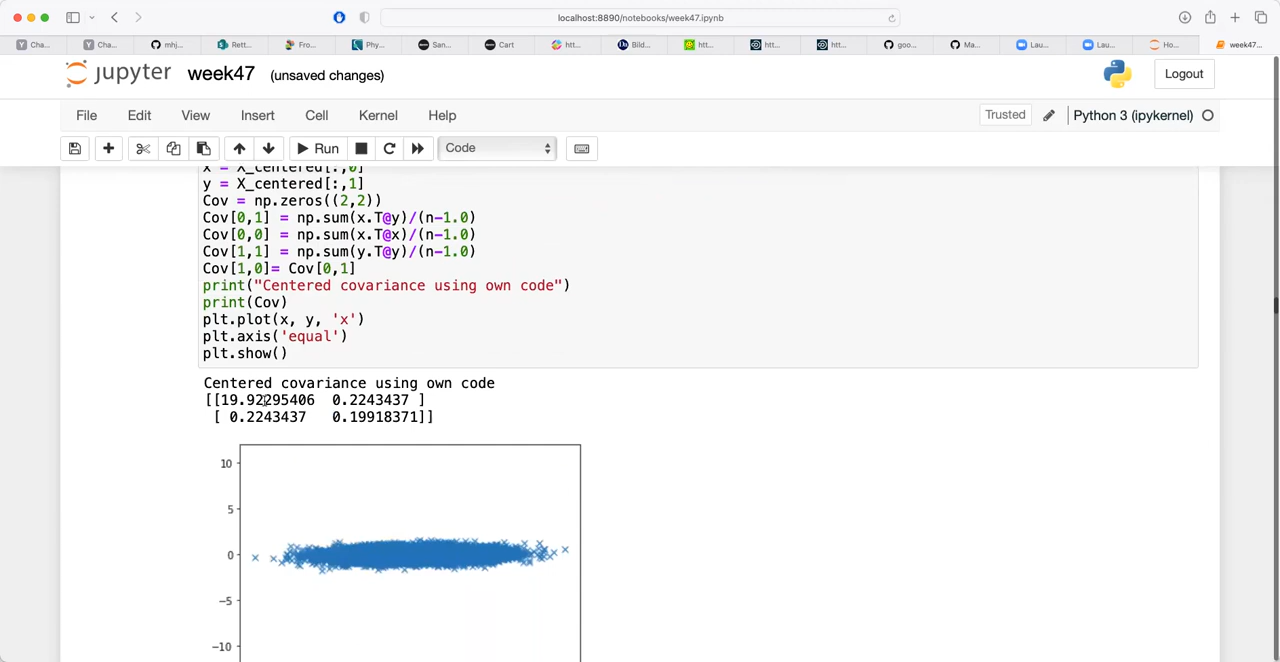 localhost:8890/notebooks/week47.ipynb
Cha...
Cha...
mhj...
Rett...
Fro...
Phy...
San...
Cart
htt...
Bild...
htt...
htt...
htt...
goo...
Ma...
Lau...
Lau...
Ho...
week47...
jupyter week47 (unsaved changes)
Logout
File Edit View Insert Cell Kernel Help
Trusted Python 3 (ipykernel)
Run Code
x = X_centered[:,0]
y = X_centered[:,1]
Cov = np.zeros((2,2))
Cov[0,1] = np.sum(x.T@y)/(n-1.0)
Cov[0,0] = np.sum(x.T@x)/(n-1.0)
Cov[1,1] = np.sum(y.T@y)/(n-1.0)
Cov[1,0]= Cov[0,1]
print("Centered covariance using own code")
print(Cov)
plt.plot(x, y, 'x')
plt.axis('equal')
plt.show()
Centered covariance using own code
[[19.92295406 0.2243437 ]
[ 0.2243437 0.19918371]]
10
5
0
-5
-10